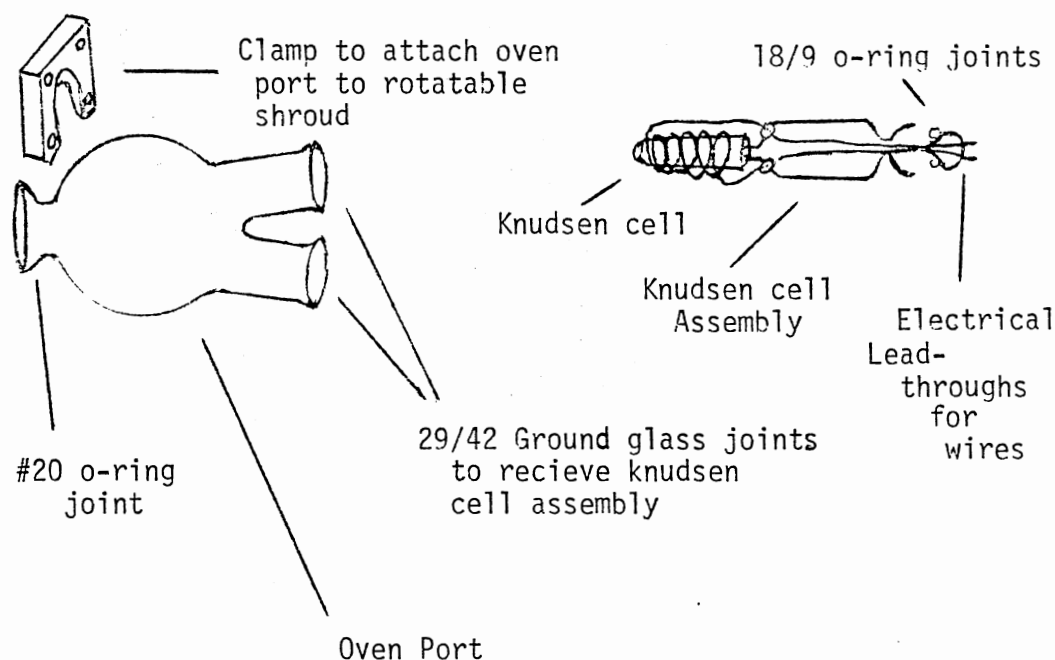 Clamp to attach oven
port to rotatable
shroud
18/9 o-ring joints
Knudsen cell
Knudsen cell
Assembly
Electrical
Lead-
throughs
for
wires
#20 o-ring
joint
29/42 Ground glass joints
to recieve knudsen
cell assembly
Oven Port